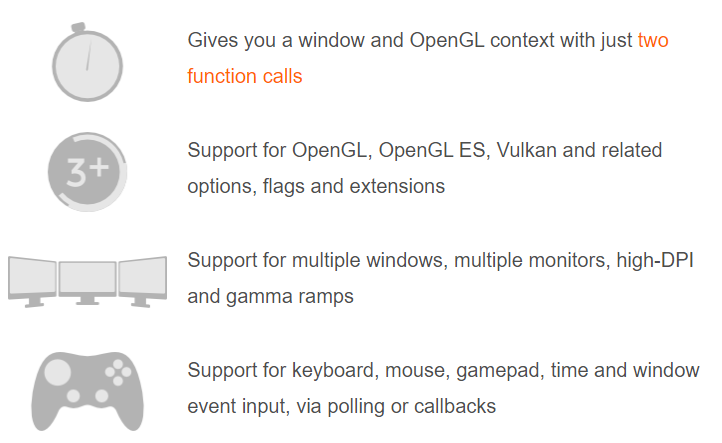 Gives you a window and OpenGL context with just two
function calls
3+
Support for OpenGL, OpenGL ES, Vulkan and related
options, flags and extensions
Support for multiple windows, multiple monitors, high-DPI
and gamma ramps
Support for keyboard, mouse, gamepad, time and window
event input, via polling or callbacks